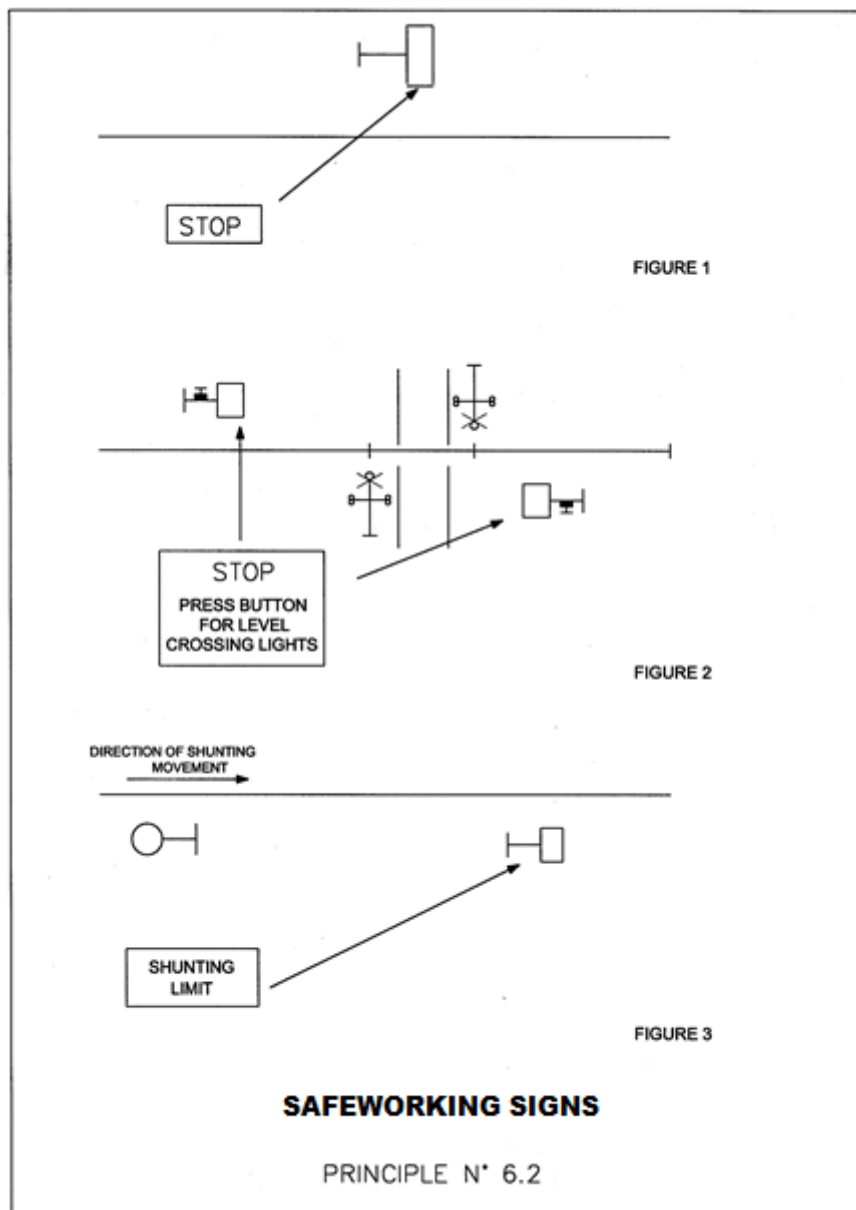 STOP
FIGURE 1
STOP
PRESS BUTTON
FOR LEVEL
CROSSING LIGHTS
FIGURE 2
DIRECTION OF SHUNTING
MOVEMENT
SHUNTING
LIMIT
FIGURE 3
SAFEWORKING SIGNS
PRINCIPLE N° 6.2